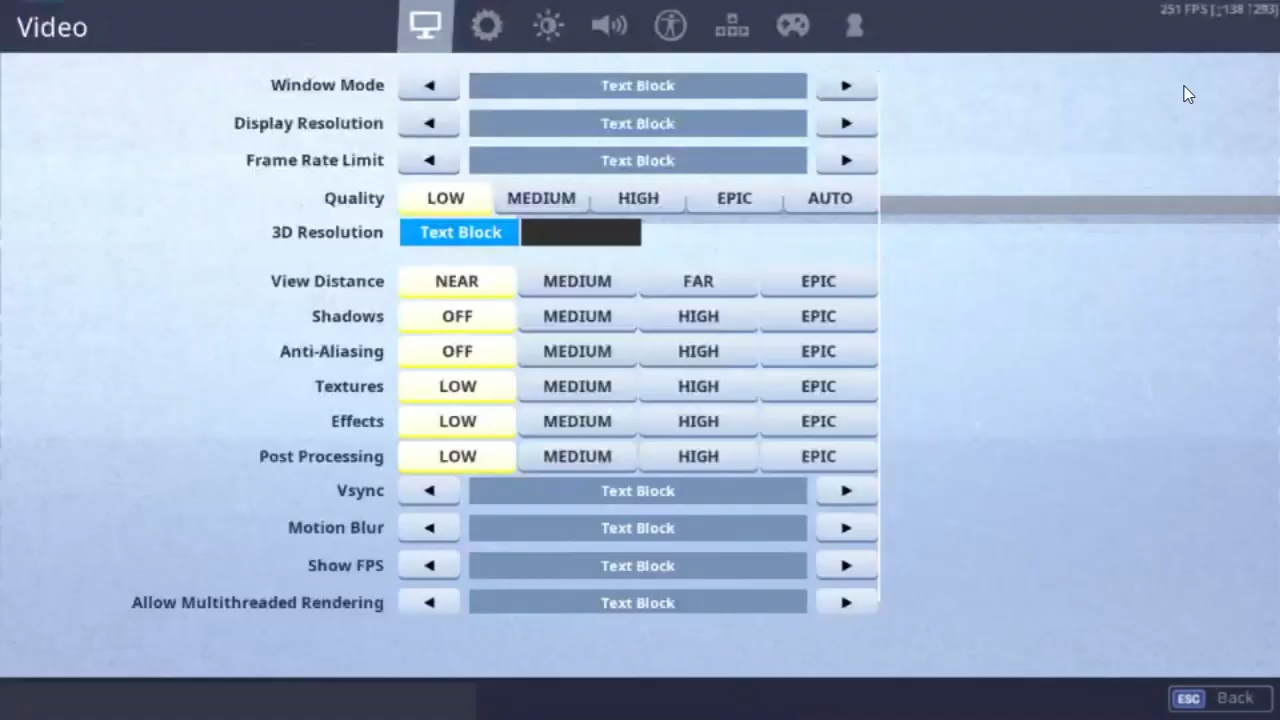 Video
251 FPS [
Window Mode Text Block
Display Resolution Text Block
Frame Rate Limit Text Block
Quality LOW MEDIUM HIGH EPIC AUTO
3D Resolution Text Block
View Distance NEAR MEDIUM FAR EPIC
Shadows OFF MEDIUM HIGH EPIC
Anti-Aliasing OFF MEDIUM HIGH EPIC
Textures LOW MEDIUM HIGH EPIC
Effects LOW MEDIUM HIGH EPIC
Post Processing LOW MEDIUM HIGH EPIC
Vsync Text Block
Motion Blur Text Block
Show FPS Text Block
Allow Multithreaded Rendering Text Block
ESC Back